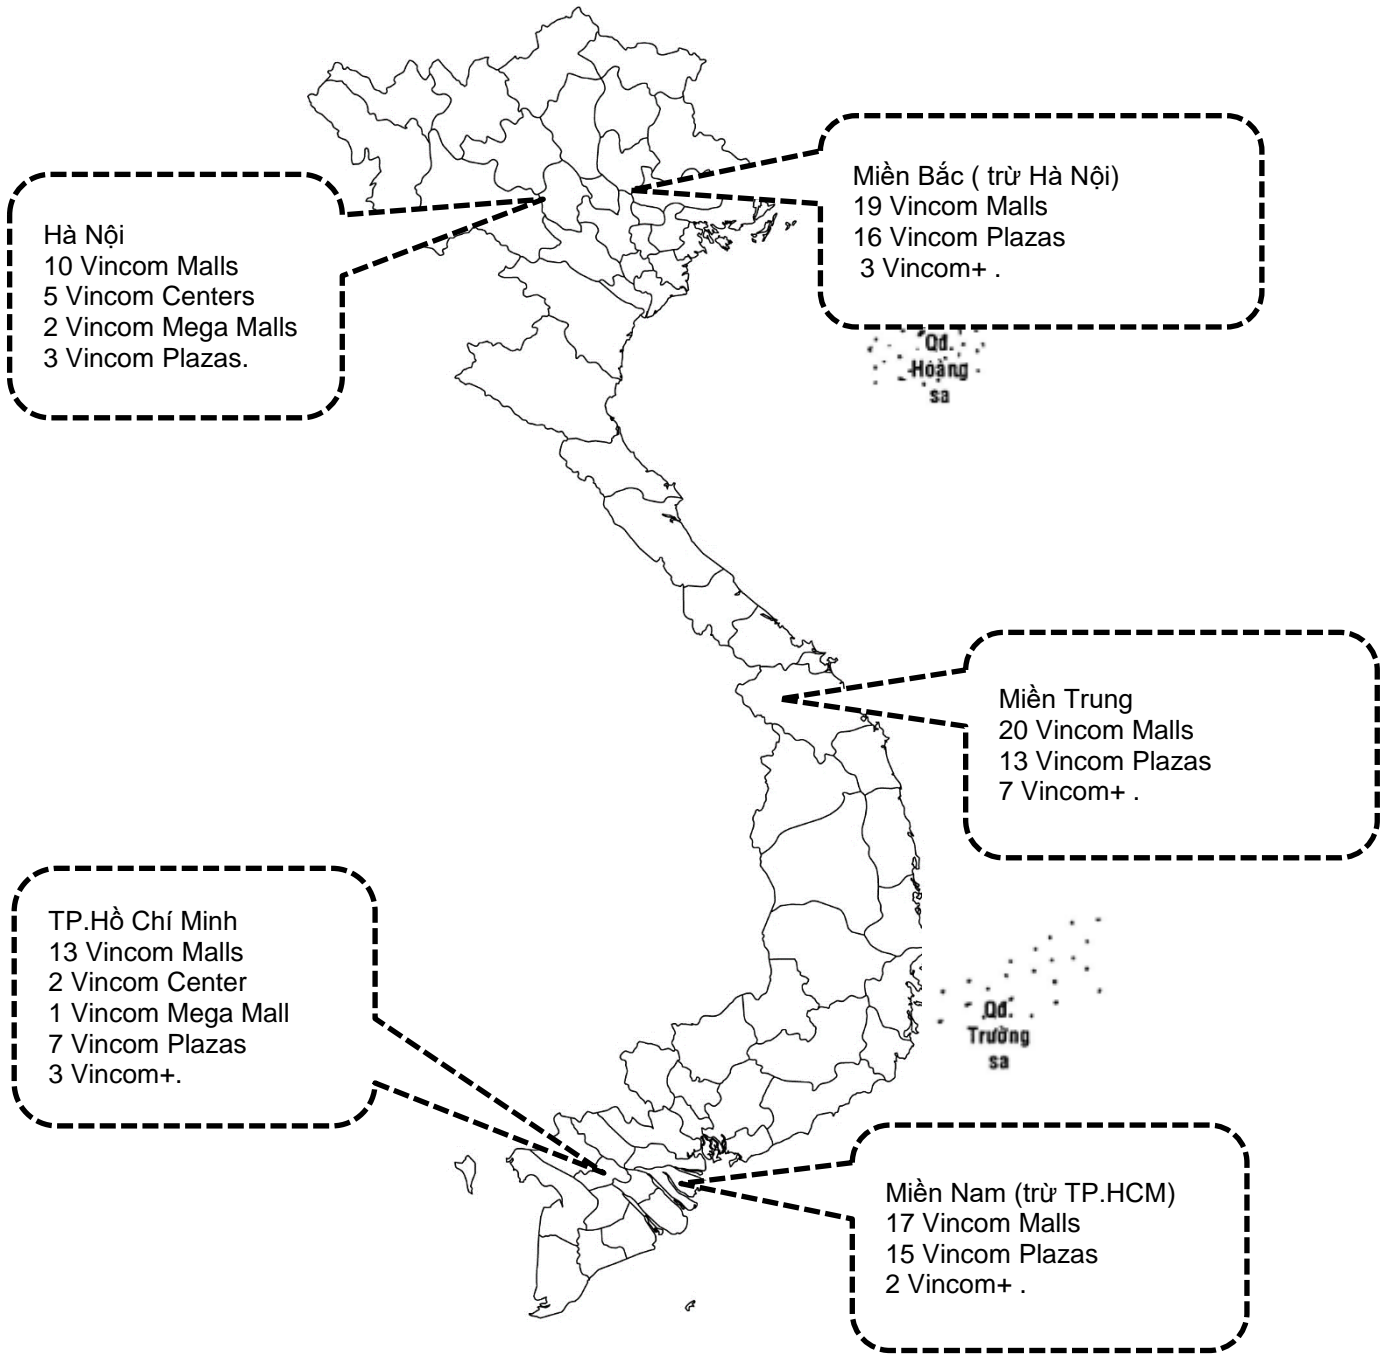 Miền Bắc ( trừ Hà Nội)
19 Vincom Malls
16 Vincom Plazas
3 Vincom+ .
Hà Nội
10 Vincom Malls
5 Vincom Centers
2 Vincom Mega Malls
3 Vincom Plazas.
Qđ.
Hoàng
sa
Miền Trung
20 Vincom Malls
13 Vincom Plazas
7 Vincom+ .
TP.Hồ Chí Minh
13 Vincom Malls
2 Vincom Center
1 Vincom Mega Mall
7 Vincom Plazas
3 Vincom+.
Qđ.
Trường
sa
Miền Nam (trừ TP.HCM)
17 Vincom Malls
15 Vincom Plazas
2 Vincom+ .